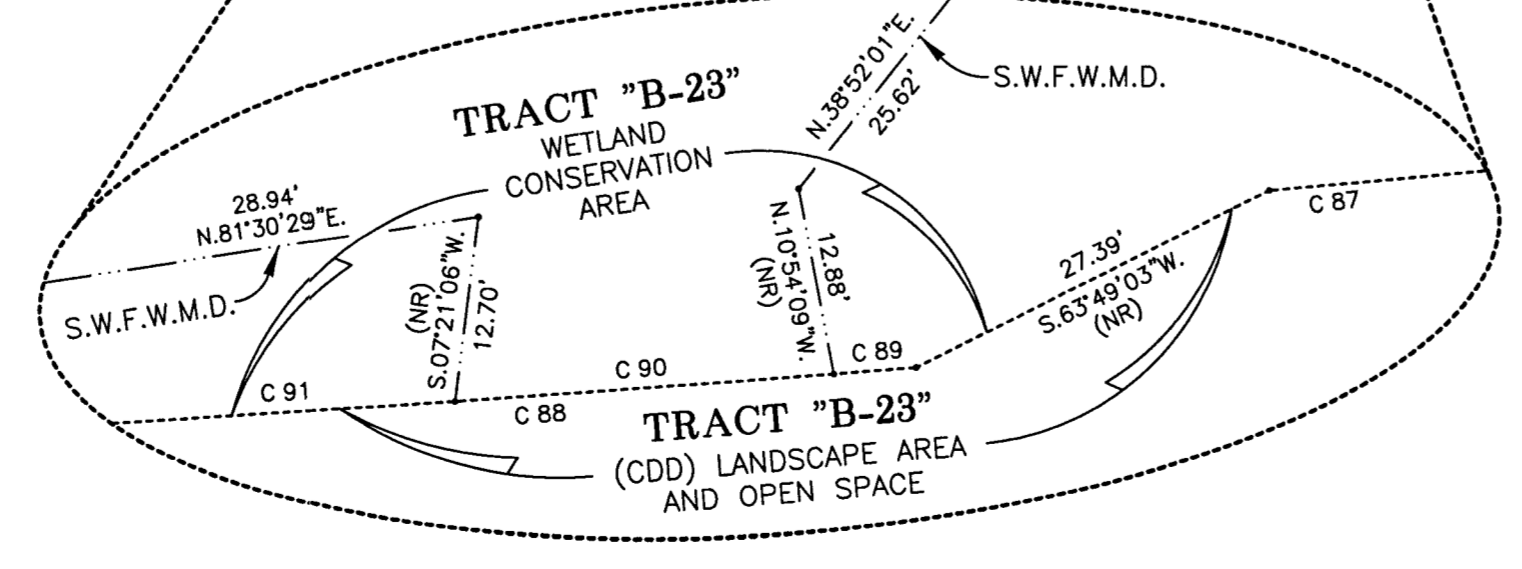 N.38°52'01"E.
25.62'
S.W.F.W.M.D.
TRACT "B-23"
WETLAND
CONSERVATION
AREA
28.94'
N.81°30'29"E.
S.W.F.W.M.D.
(NR)
S.07°21'06"W.
12.70'
12.88'
N.10°54'09"W.
(NR)
27.39'
S.63°49'03"W.
(NR)
C 87
C 91
C 90
C 89
C 88
TRACT "B-23"
(CDD) LANDSCAPE AREA
AND OPEN SPACE